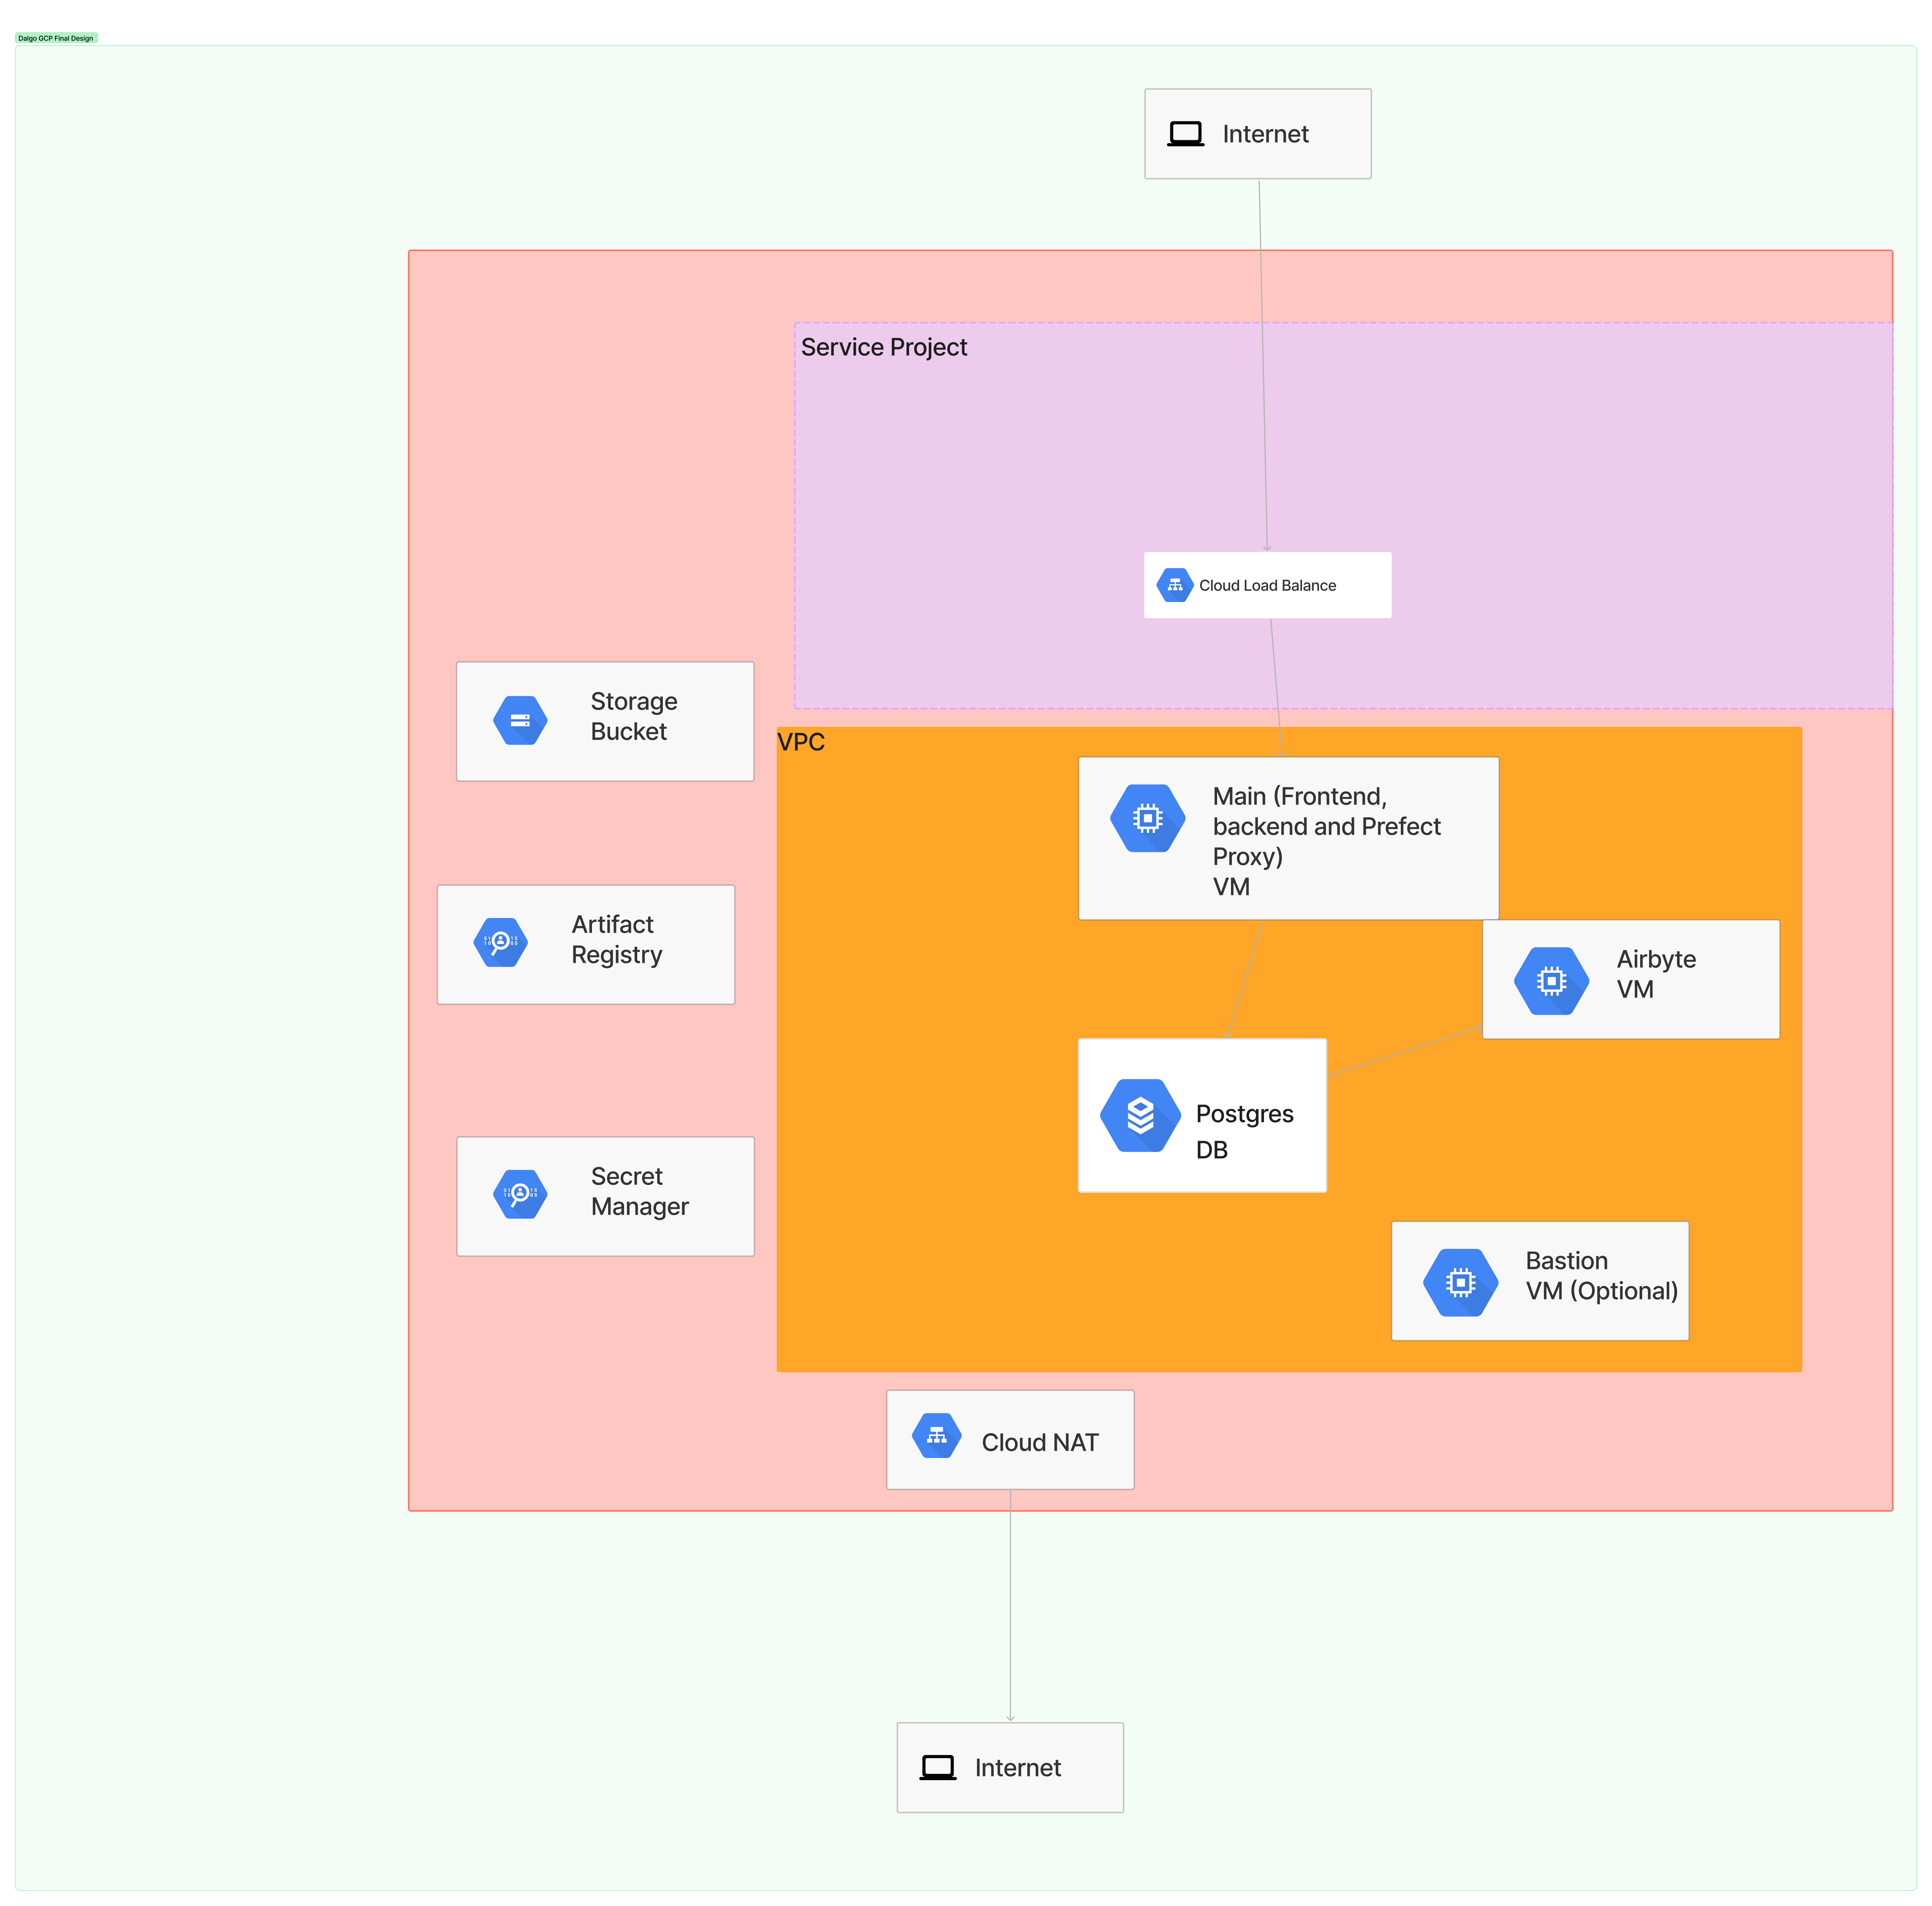 Dalgo GCP Final Design
Internet
Service Project
Cloud Load Balance
Storage
Bucket
VPC
Main (Frontend,
backend and Prefect
Proxy)
VM
Artifact
Registry
Airbyte
VM
Postgres
DB
Secret
Manager
Bastion
VM (Optional)
Cloud NAT
Internet